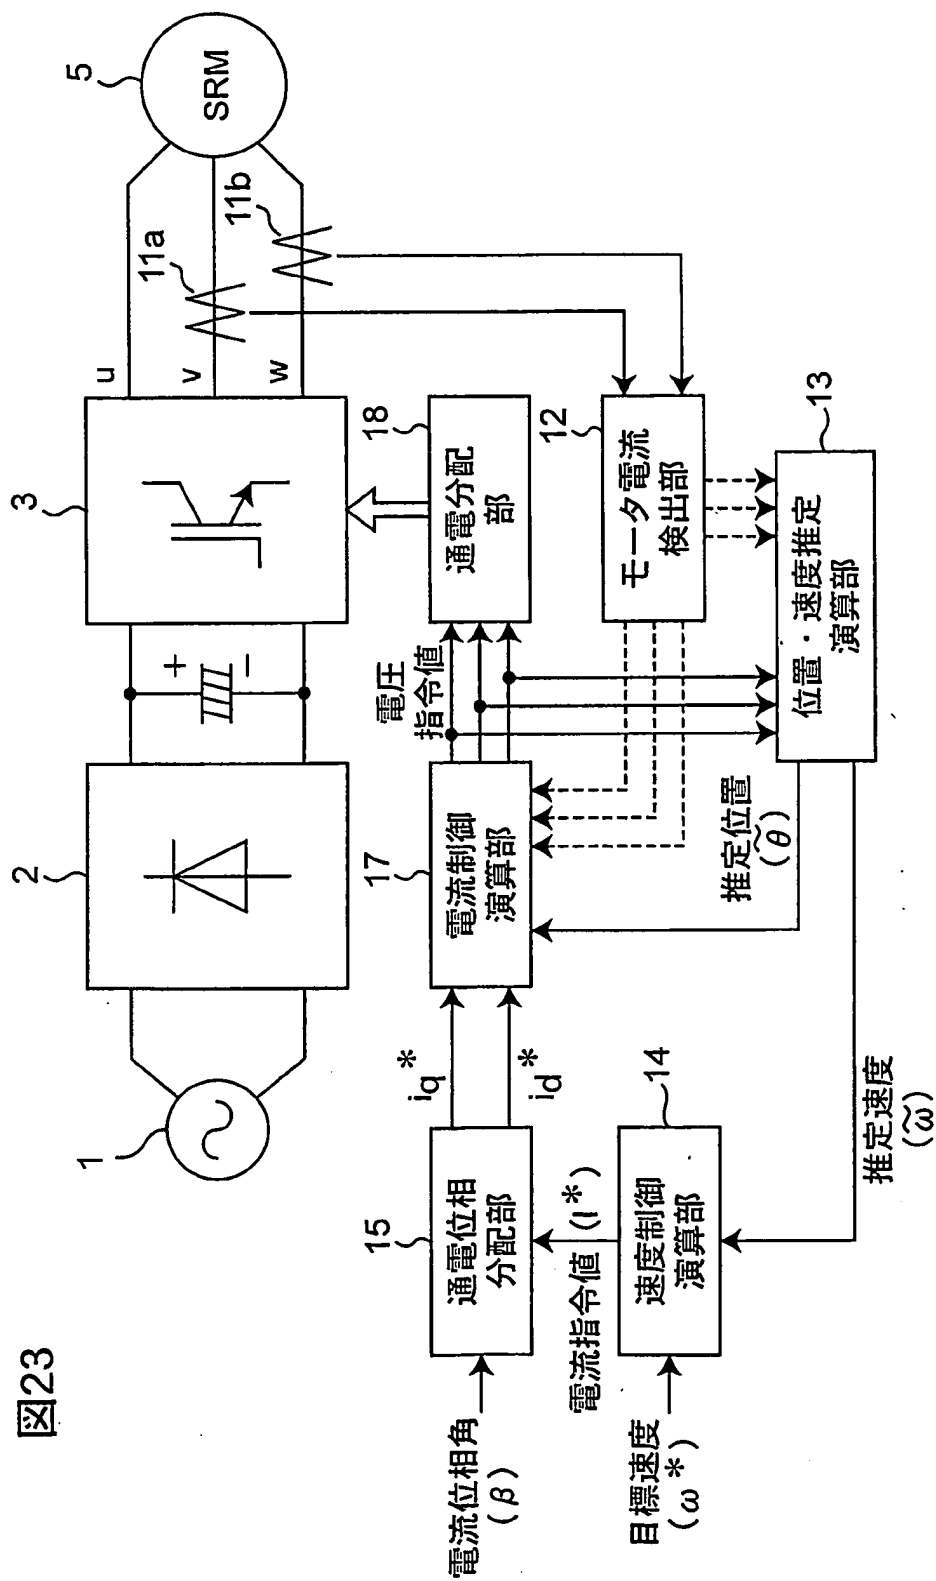 図23
1
2
3
5
SRM
+
−
u
v
w
11a
11b
15
通電位相
分配部
iq*
id*
17
電流制御
演算部
電圧
指令値
18
通電分配
部
12
モータ電流
検出部
電流位相角
(β)
電流指令値 (I*)
14
速度制御
演算部
目標速度
(ω*)
推定位置
(θ̃)
13
位置・速度推定
演算部
推定速度
(ω̃)